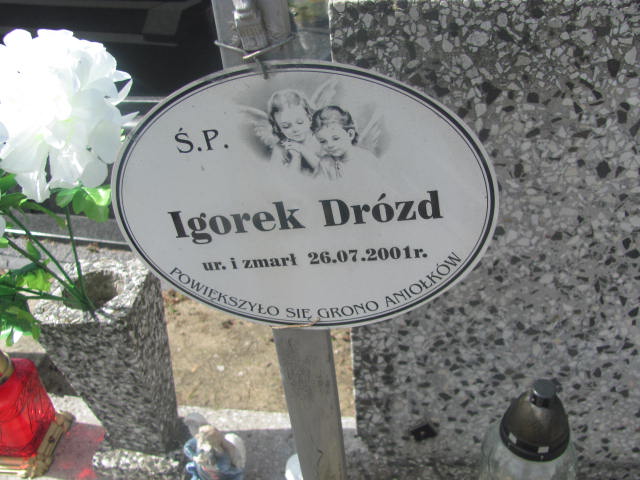 Ś.P.
Igorek Drózd
ur. i zmarł 26.07.2001r.
POWIĘKSZYŁO SIĘ GRONO ANIOŁKÓW